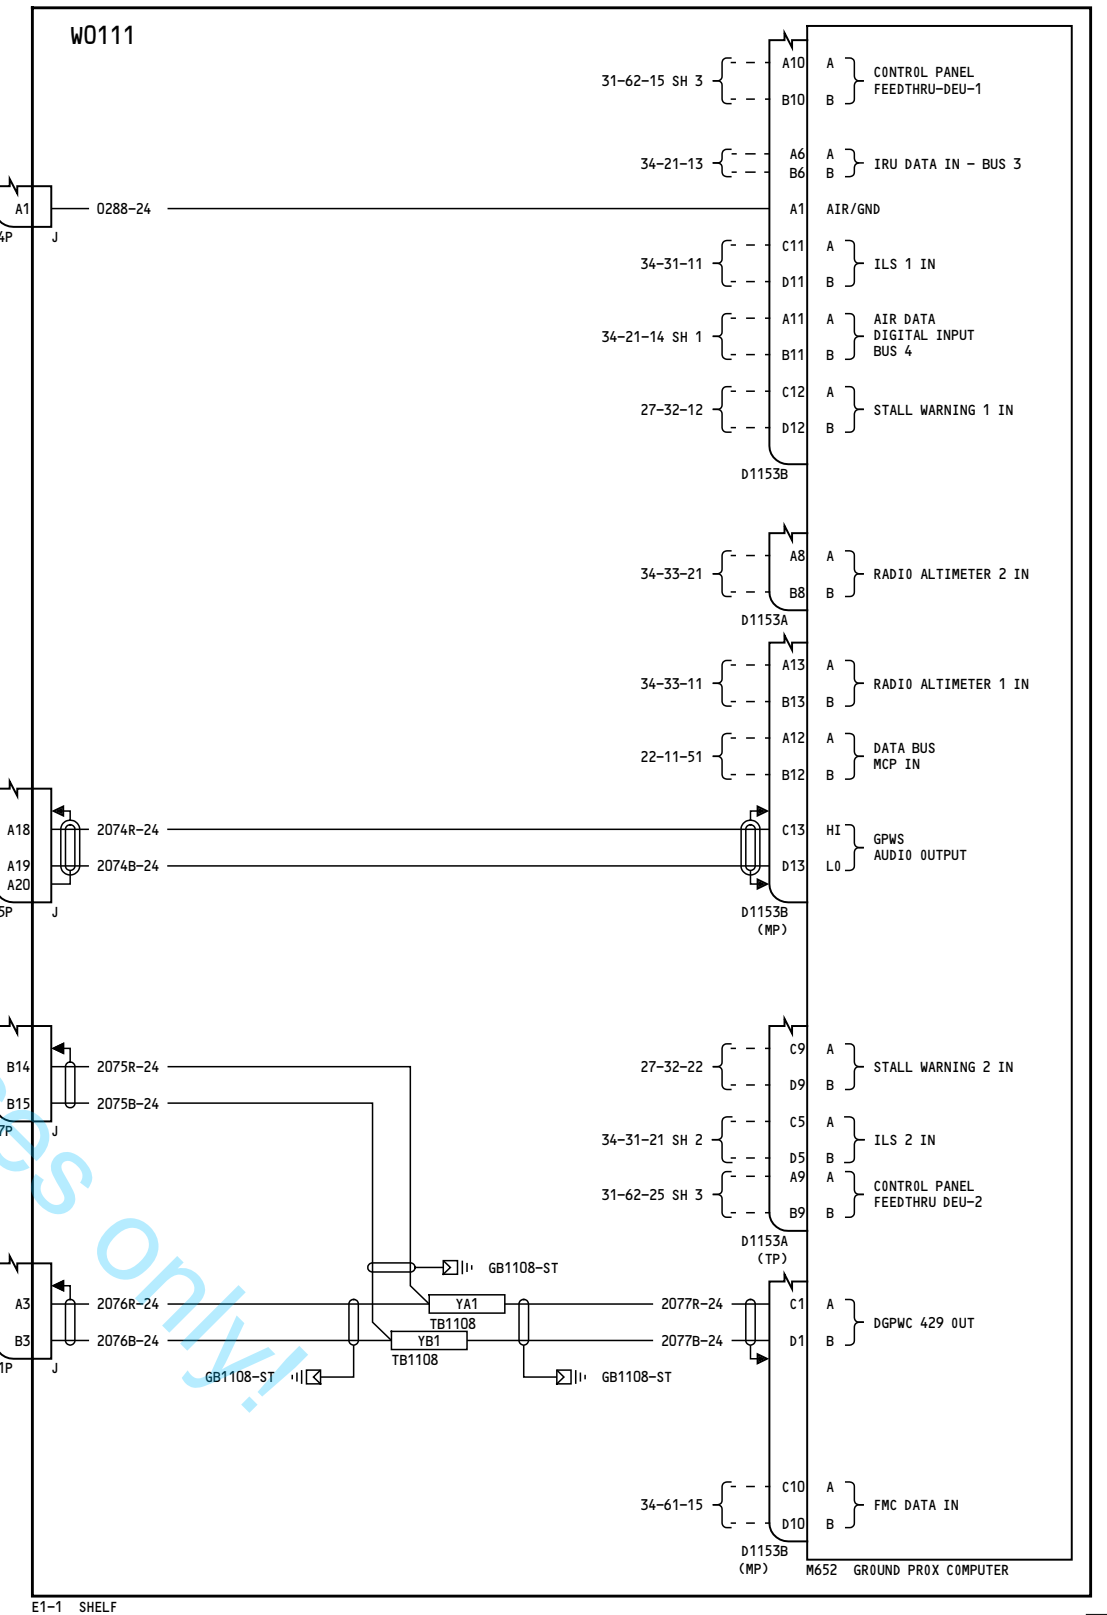 W0111
A10 A
31-62-15 SH 3
CONTROL PANEL
FEEDTHRU-DEU-1
B10 B
A6 A
34-21-13 IRU DATA IN - BUS 3
B6 B
A1 0288-24 A1 AIR/GND
4P J
C11 A
34-31-11 ILS 1 IN
D11 B
A11 A AIR DATA
34-21-14 SH 1 DIGITAL INPUT
B11 B BUS 4
C12 A
27-32-12 STALL WARNING 1 IN
D12 B
D1153B
A8 A
34-33-21 RADIO ALTIMETER 2 IN
B8 B
D1153A
A13 A
34-33-11 RADIO ALTIMETER 1 IN
B13 B
A12 A
22-11-51 DATA BUS
MCP IN
B12 B
A18 2074R-24 C13 HI
GPWS
AUDIO OUTPUT
A19 2074B-24 D13 LO
A20
5P J D1153B
(MP)
C9 A
B14 2075R-24 27-32-22 STALL WARNING 2 IN
D9 B
B15 2075B-24
7P J
C5 A
34-31-21 SH 2 ILS 2 IN
D5 B
A9 A
31-62-25 SH 3 CONTROL PANEL
FEEDTHRU DEU-2
B9 B
D1153A
(TP)
GB1108-ST
A3 2076R-24 YA1 2077R-24 C1 A
TB1108
DGPWC 429 OUT
B3 2076B-24 YB1 2077B-24 D1 B
TB1108
1P J
GB1108-ST GB1108-ST
C10 A
34-61-15 FMC DATA IN
D10 B
D1153B
(MP) M652 GROUND PROX COMPUTER
E1-1 SHELF
only!